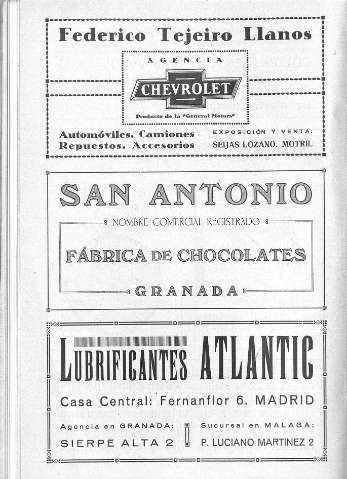 Federico Tejeiro Llanos
AGENCIA
CHEVROLET
Producto de la "General Motors"
Automóviles. Camiones
Repuestos. Accesorios
EXPOSICIÓN Y VENTA:
SEIJAS LOZANO. MOTRIL
SAN ANTONIO
NOMBRE COMERCIAL REGISTRADO
FÁBRICA DE CHOCOLATES
GRANADA
LUBRIFICANTES ATLANTIC
Casa Central: Fernanflor 6. MADRID
Agencia en GRANADA:
SIERPE ALTA 2
Sucursal en MALAGA:
P. LUCIANO MARTINEZ 2